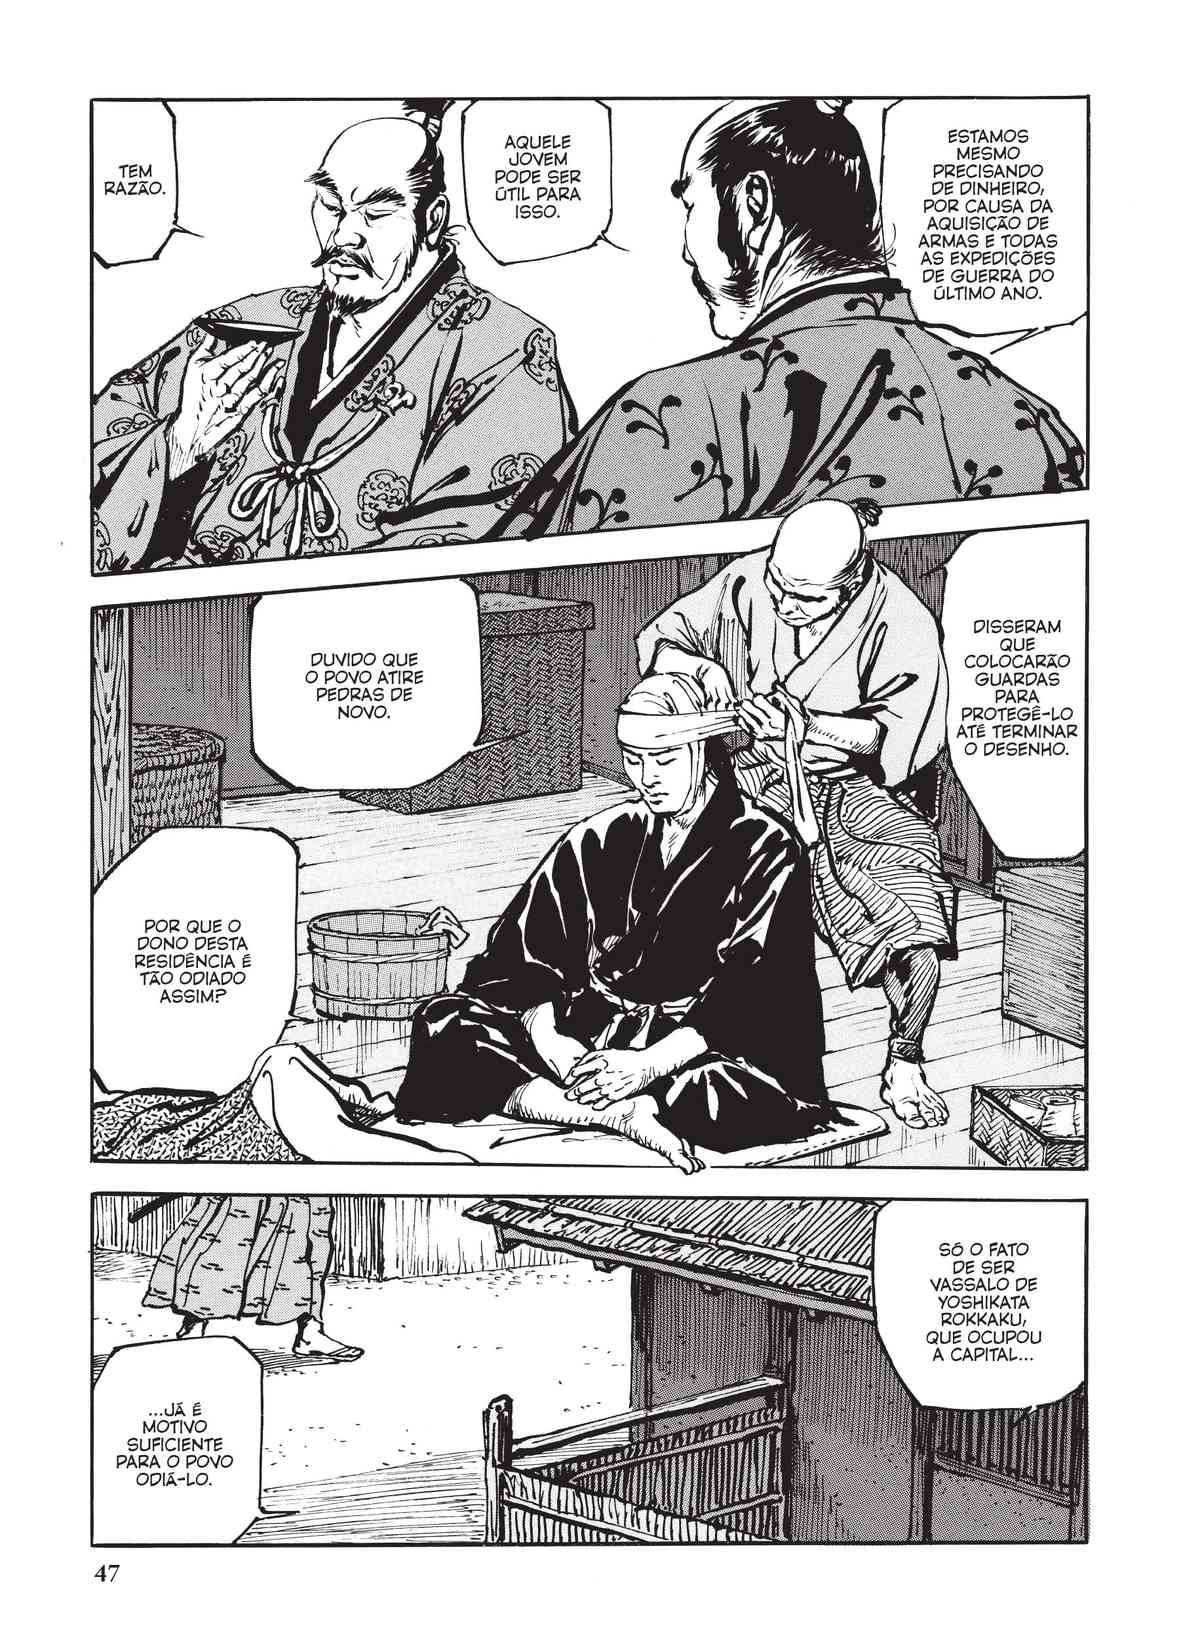 ESTAMOS
MESMO
PRECISANDO
DE DINHEIRO,
POR CAUSA DA
AQUISIÇÃO DE
ARMAS E TODAS
AS EXPEDIÇÕES
DE GUERRA DO
ÚLTIMO ANO.
AQUELE
JOVEM
PODE SER
ÚTIL PARA
ISSO.
TEM
RAZÃO.
DISSERAM
QUE
COLOCARÃO
GUARDAS
PARA
PROTEGÊ-LO
ATÉ TERMINAR
O DESENHO.
DUVIDO QUE
O POVO ATIRE
PEDRAS DE
NOVO.
POR QUE O
DONO DESTA
RESIDÊNCIA É
TÃO ODIADO
ASSIM?
SÓ O FATO
DE SER
VASSALO DE
YOSHIKATA
ROKKAKU,
QUE OCUPOU
A CAPITAL...
...JÁ É
MOTIVO
SUFICIENTE
PARA O POVO
ODIÁ-LO.
47